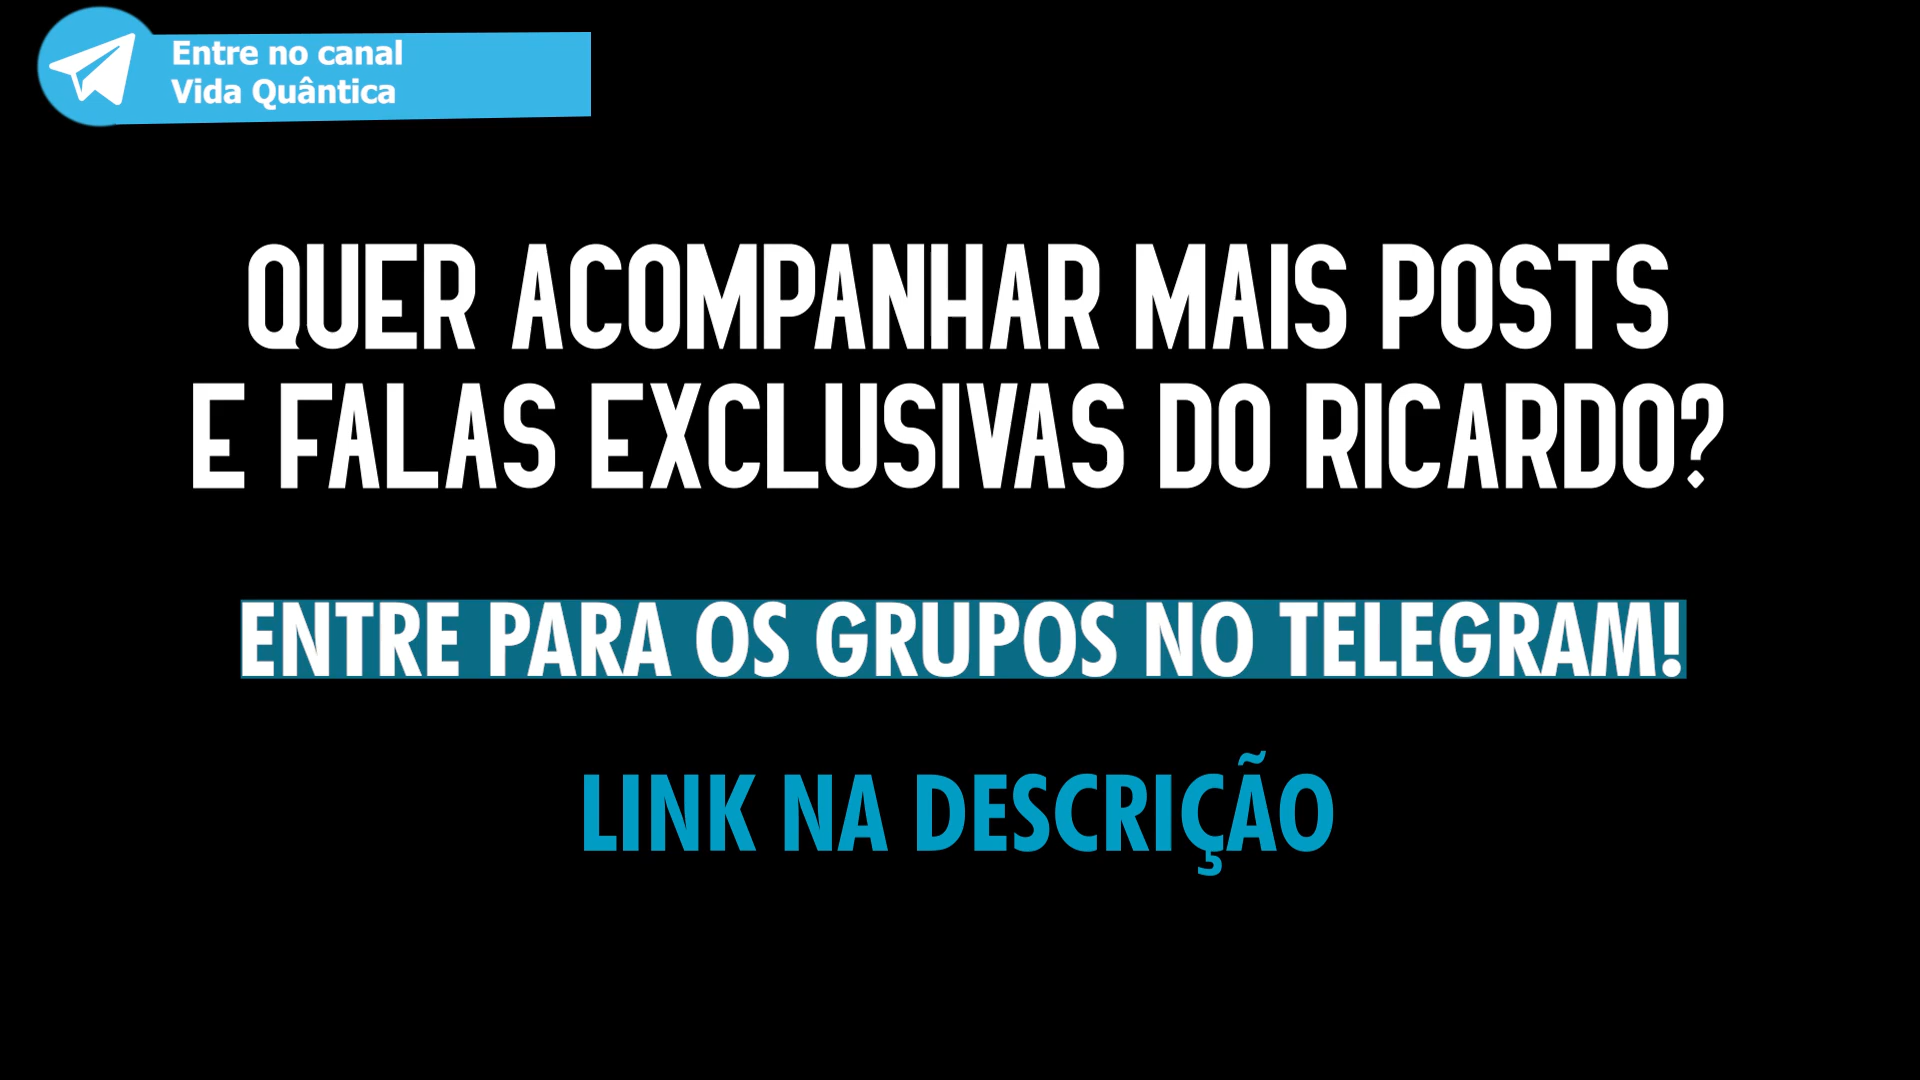 Entre no canal
Vida Quântica
QUER ACOMPANHAR MAIS POSTS
E FALAS EXCLUSIVAS DO RICARDO?
ENTRE PARA OS GRUPOS NO TELEGRAM!
LINK NA DESCRIÇÃO